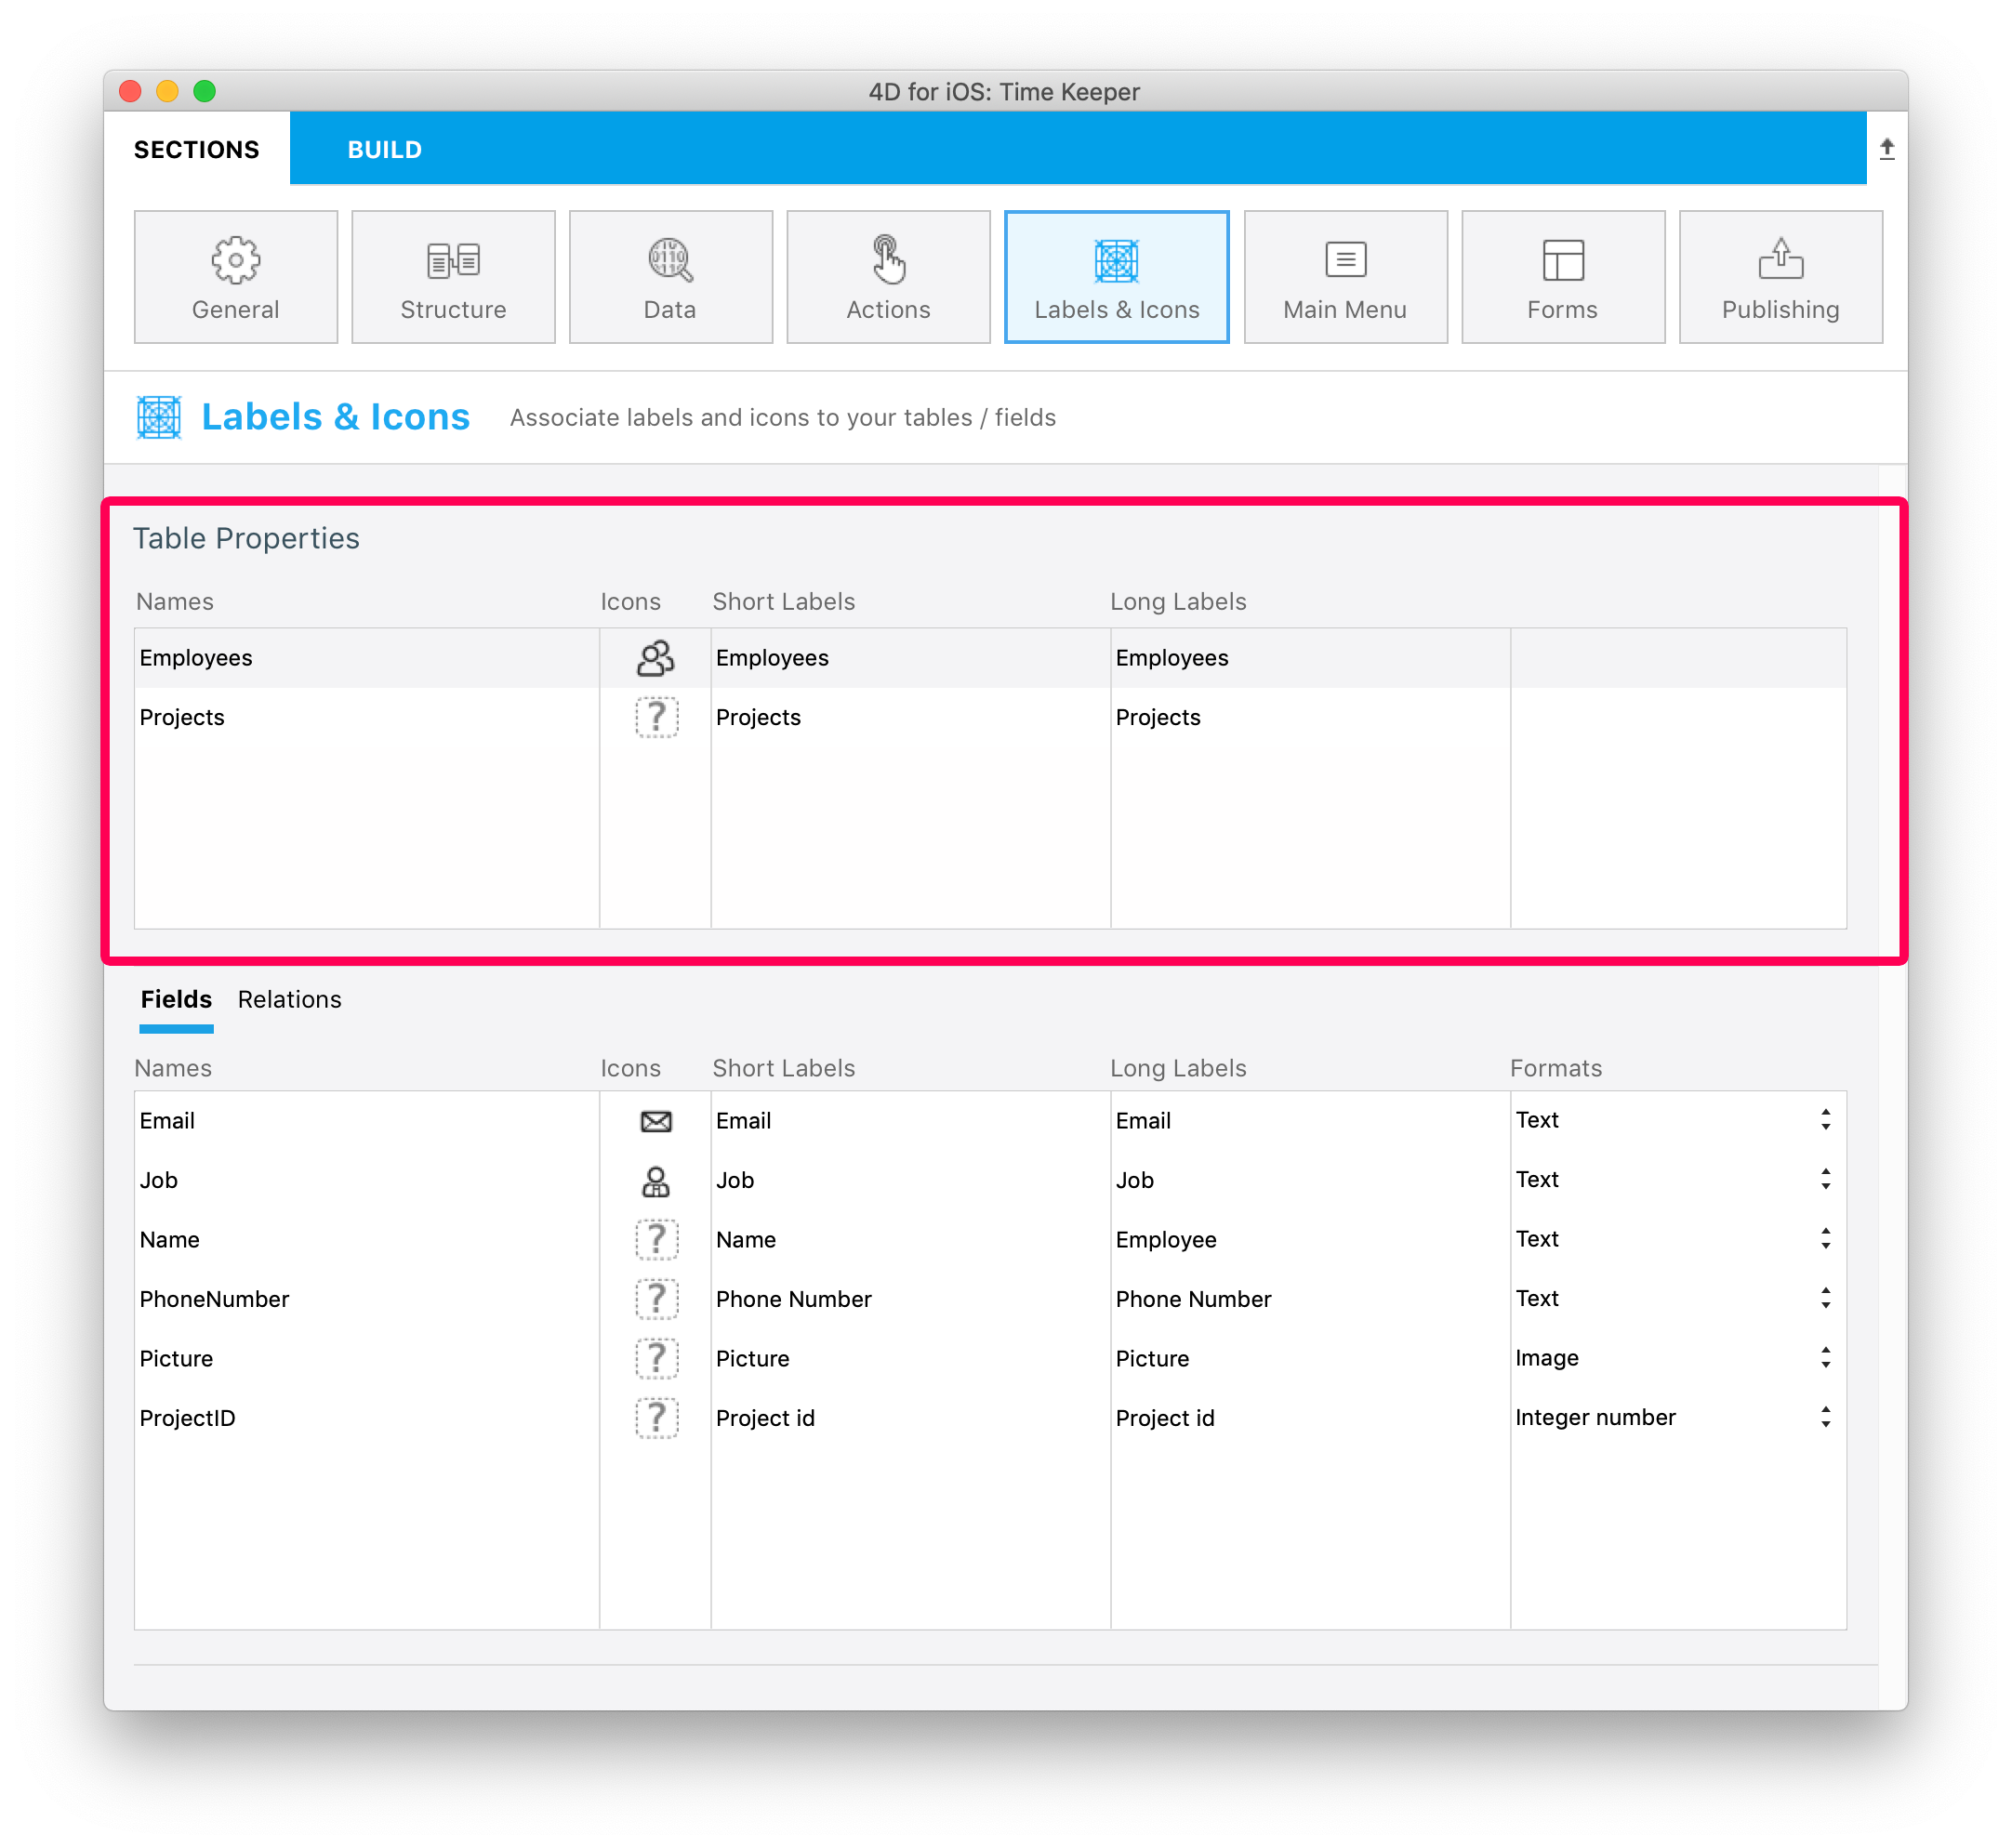 4D for iOS: Time Keeper
SECTIONS BUILD
General Structure Data Actions Labels & Icons Main Menu Forms Publishing
Labels & Icons Associate labels and icons to your tables / fields
Table Properties
Names Icons Short Labels Long Labels
Employees Employees Employees
Projects ? Projects Projects
Fields Relations
Names Icons Short Labels Long Labels Formats
Email Email Email Text
Job Job Job Text
Name ? Name Employee Text
PhoneNumber ? Phone Number Phone Number Text
Picture ? Picture Picture Image
ProjectID ? Project id Project id Integer number